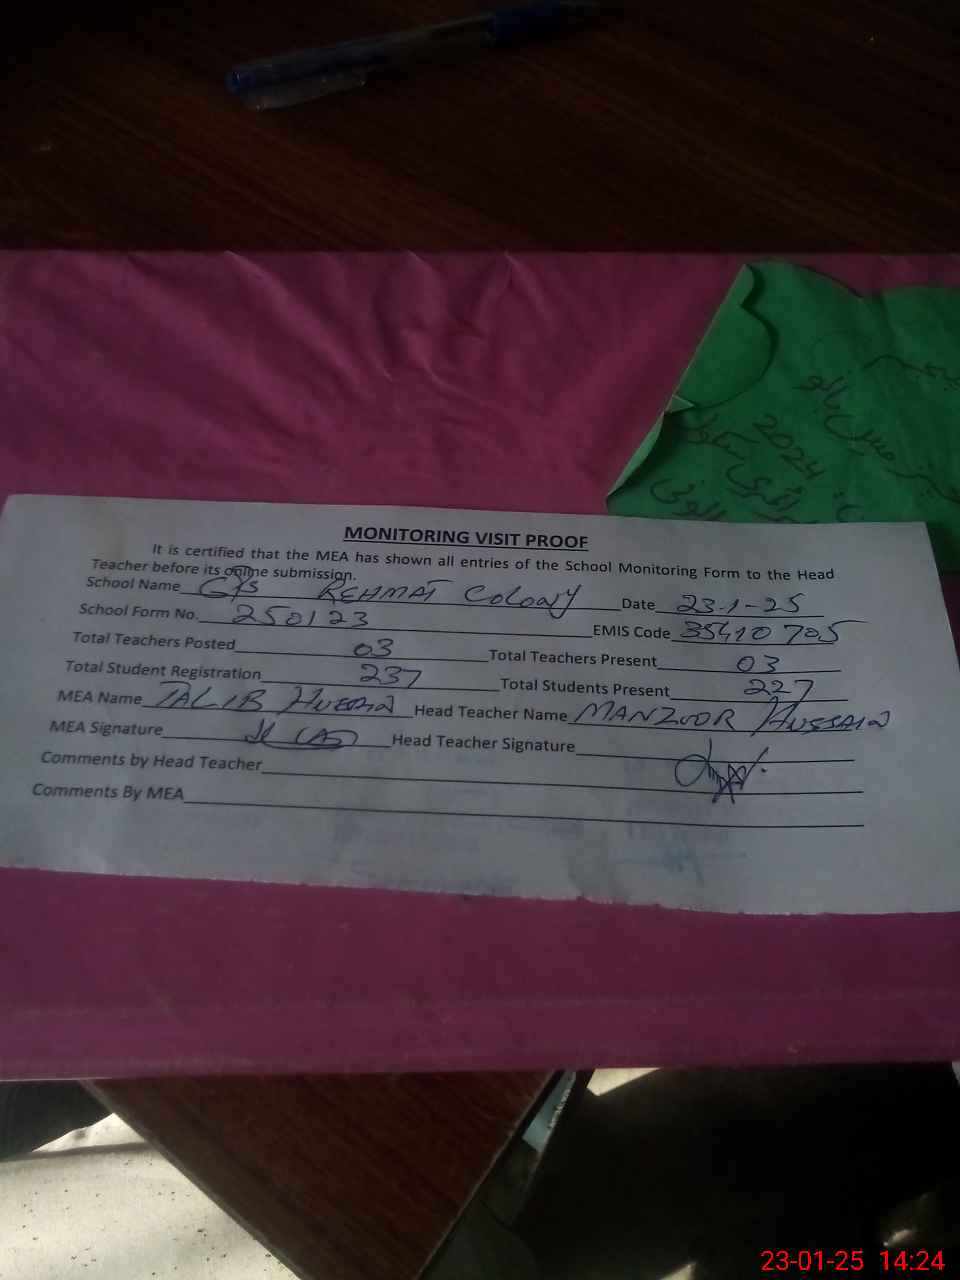 2024
MONITORING VISIT PROOF
It is certified that the MEA has shown all entries of the School Monitoring Form to the Head
Teacher before its online submission.
School Name REHMAT COLONY Date 23-1-25
School Form No. 250123 EMIS Code 35410705
Total Teachers Posted 03 Total Teachers Present 03
Total Student Registration 237 Total Students Present 227
MEA Name TALIB HUSSAIN Head Teacher Name MANZOOR HUSSAIN
MEA Signature Head Teacher Signature
Comments by Head Teacher
Comments By MEA
23-01-25 14:24